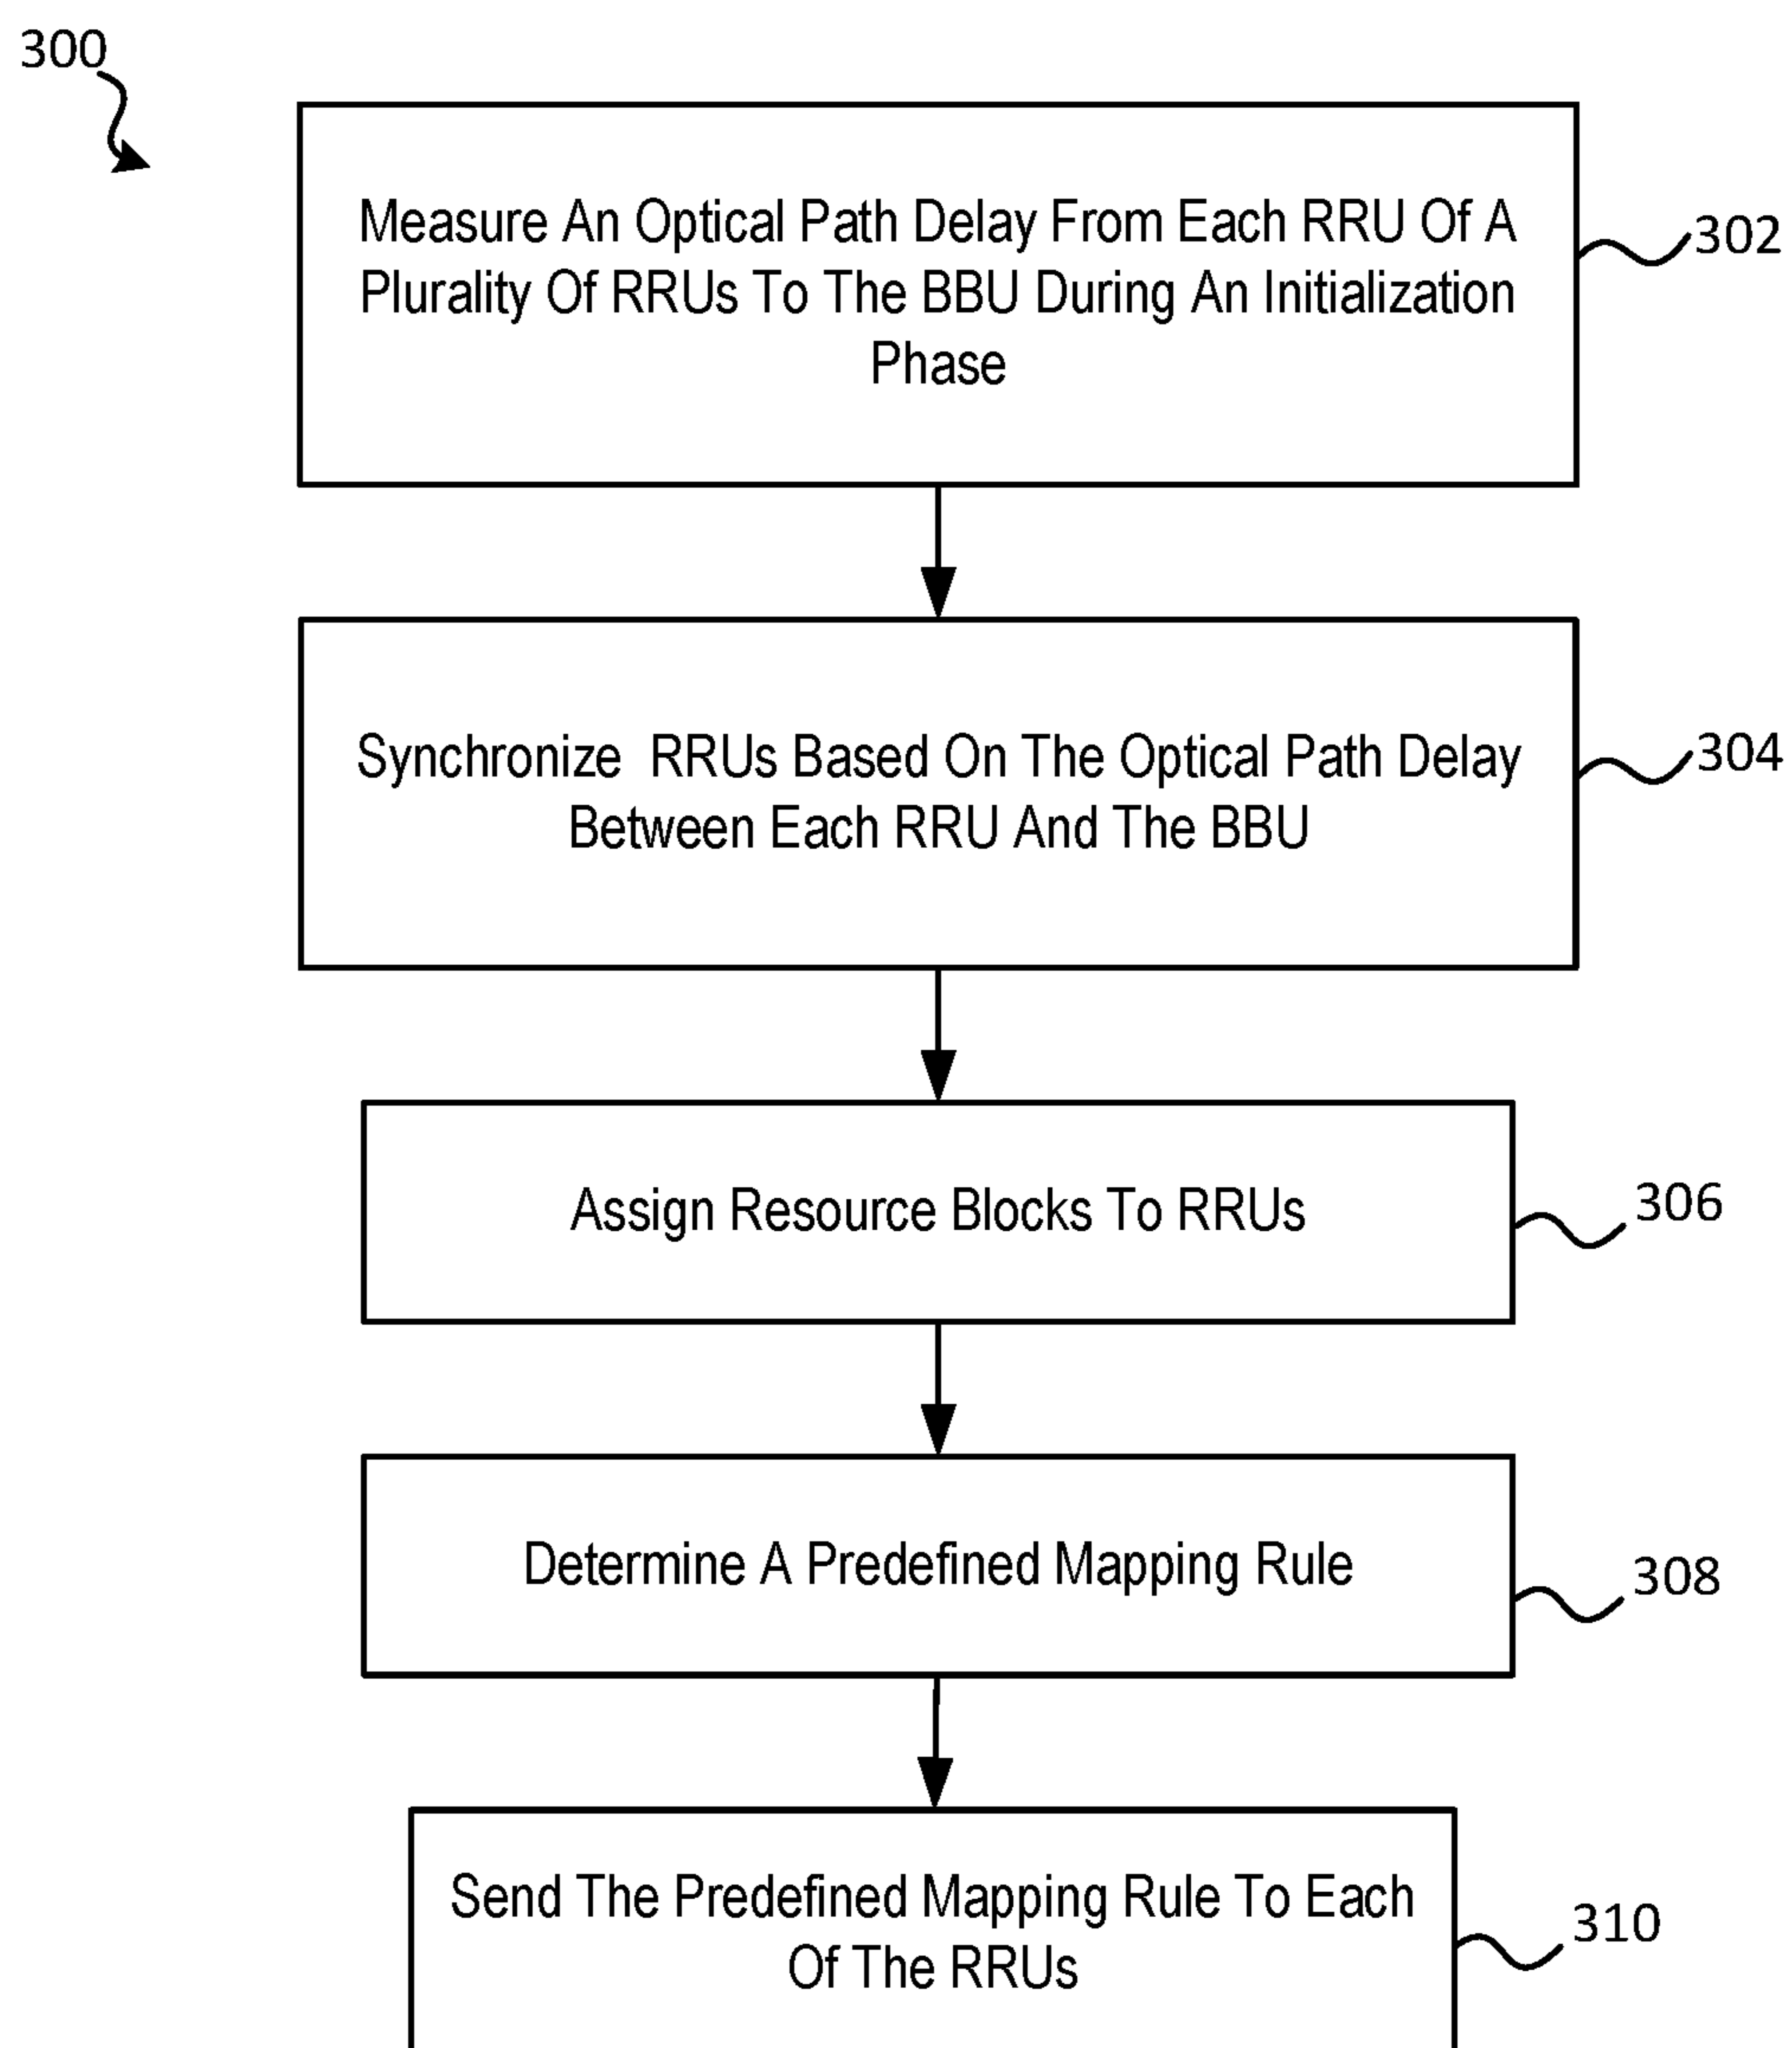 300
Measure An Optical Path Delay From Each RRU Of A
Plurality Of RRUs To The BBU During An Initialization
Phase
302
Synchronize RRUs Based On The Optical Path Delay
Between Each RRU And The BBU
304
Assign Resource Blocks To RRUs
306
Determine A Predefined Mapping Rule
308
Send The Predefined Mapping Rule To Each
Of The RRUs
310